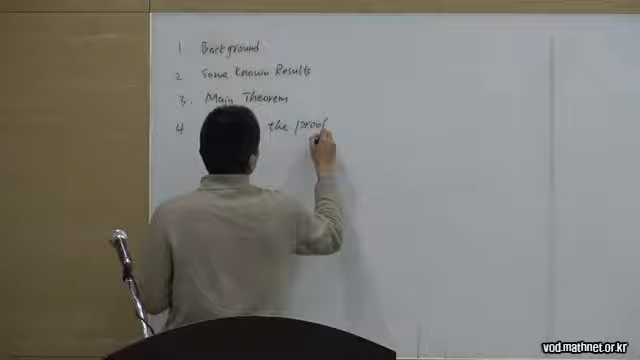 1 Background
2 Some Known Results
3. Main Theorem
4 the proof
vod.mathnet.or.kr